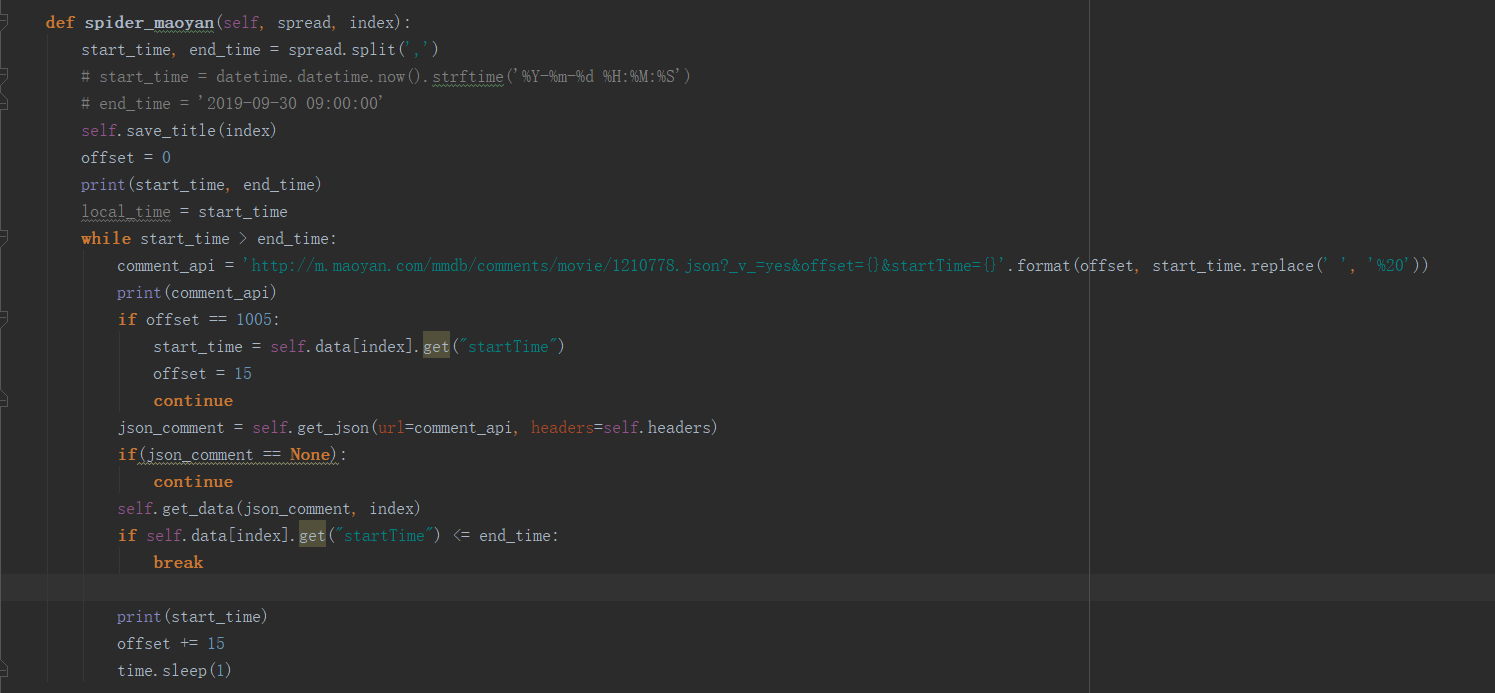 def spider_maoyan(self, spread, index):
start_time, end_time = spread.split(',')
# start_time = datetime.datetime.now().strftime('%Y-%m-%d %H:%M:%S')
# end_time = '2019-09-30 09:00:00'
self.save_title(index)
offset = 0
print(start_time, end_time)
local_time = start_time
while start_time > end_time:
comment_api = 'http://m.maoyan.com/mmdb/comments/movie/1210778.json?_v_=yes&offset={}&startTime={}'.format(offset, start_time.replace(' ', '%20'))
print(comment_api)
if offset == 1005:
start_time = self.data[index].get("startTime")
offset = 15
continue
json_comment = self.get_json(url=comment_api, headers=self.headers)
if(json_comment == None):
continue
self.get_data(json_comment, index)
if self.data[index].get("startTime") <= end_time:
break
print(start_time)
offset += 15
time.sleep(1)